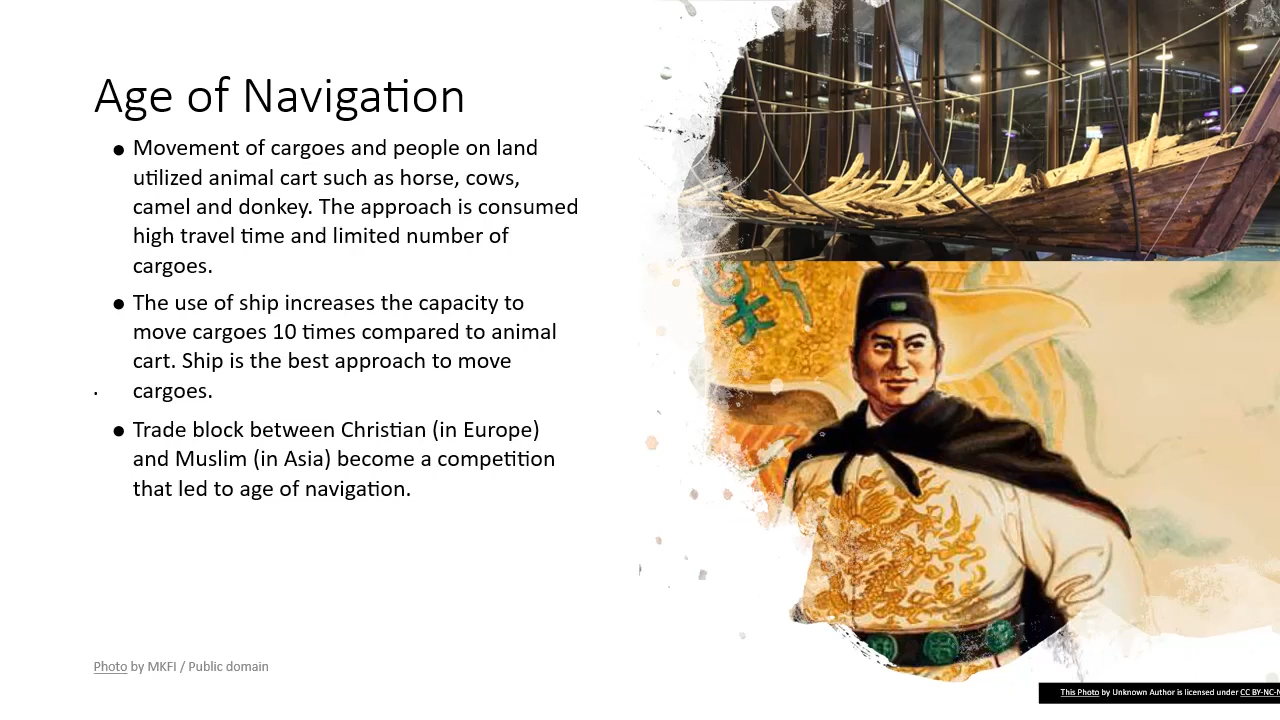 Age of Navigation
● Movement of cargoes and people on land
utilized animal cart such as horse, cows,
camel and donkey. The approach is consumed
high travel time and limited number of
cargoes.
● The use of ship increases the capacity to
move cargoes 10 times compared to animal
cart. Ship is the best approach to move
cargoes.
.
● Trade block between Christian (in Europe)
and Muslim (in Asia) become a competition
that led to age of navigation.
Photo by MKFI / Public domain
This Photo by Unknown Author is licensed under CC BY-NC-